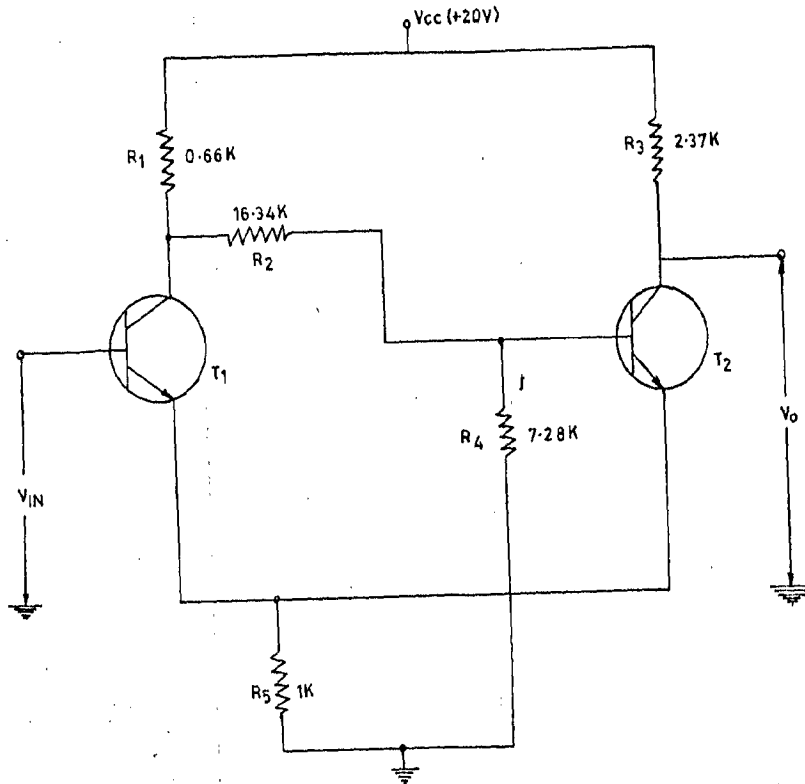 Vcc (+20V)
R1 0.66K
R3 2.37K
16.34K
R2
T1
T2
R4 7.28K
VIN
Vo
R5 1K